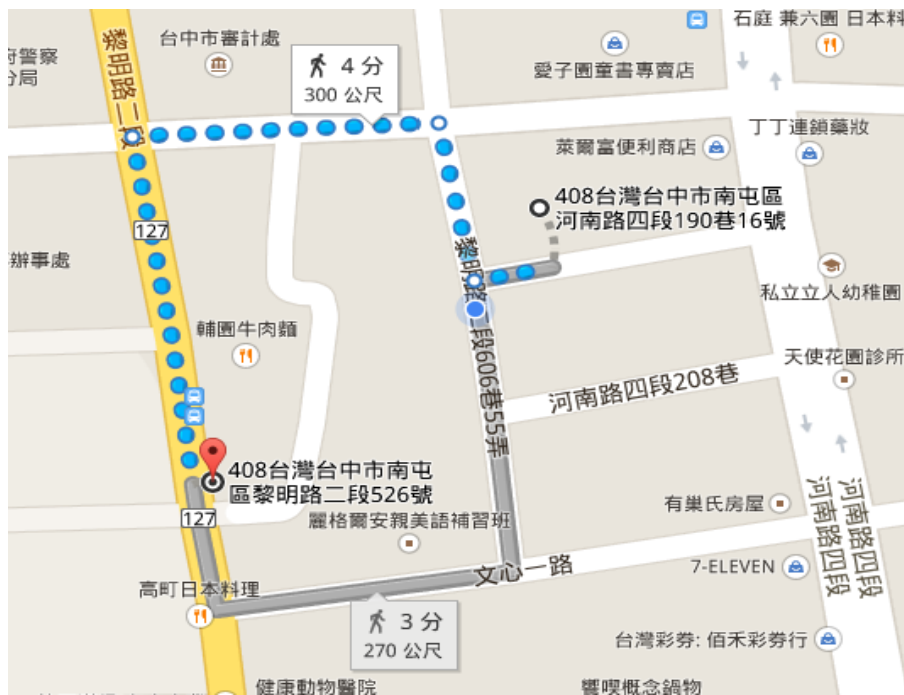 石庭 兼六園 日本料
黎明路二段
台中市審計處
府警察
分局
4 分
300 公尺
愛子園童書專賣店
丁丁連鎖藥妝
萊爾富便利商店
408台灣台中市南屯區
河南路四段190巷16號
127
辦事處
黎明路二段606巷55弄
私立立人幼稚園
輔園牛肉麵
天使花園診所
河南路四段208巷
408台灣台中市南屯
區黎明路二段526號
127
有巢氏房屋
河南路四段
河南路四段
麗格爾安親美語補習班
文心一路
7-ELEVEN
高町日本料理
3 分
270 公尺
台灣彩券: 佰禾彩券行
健康動物醫院
饗喫概念鍋物